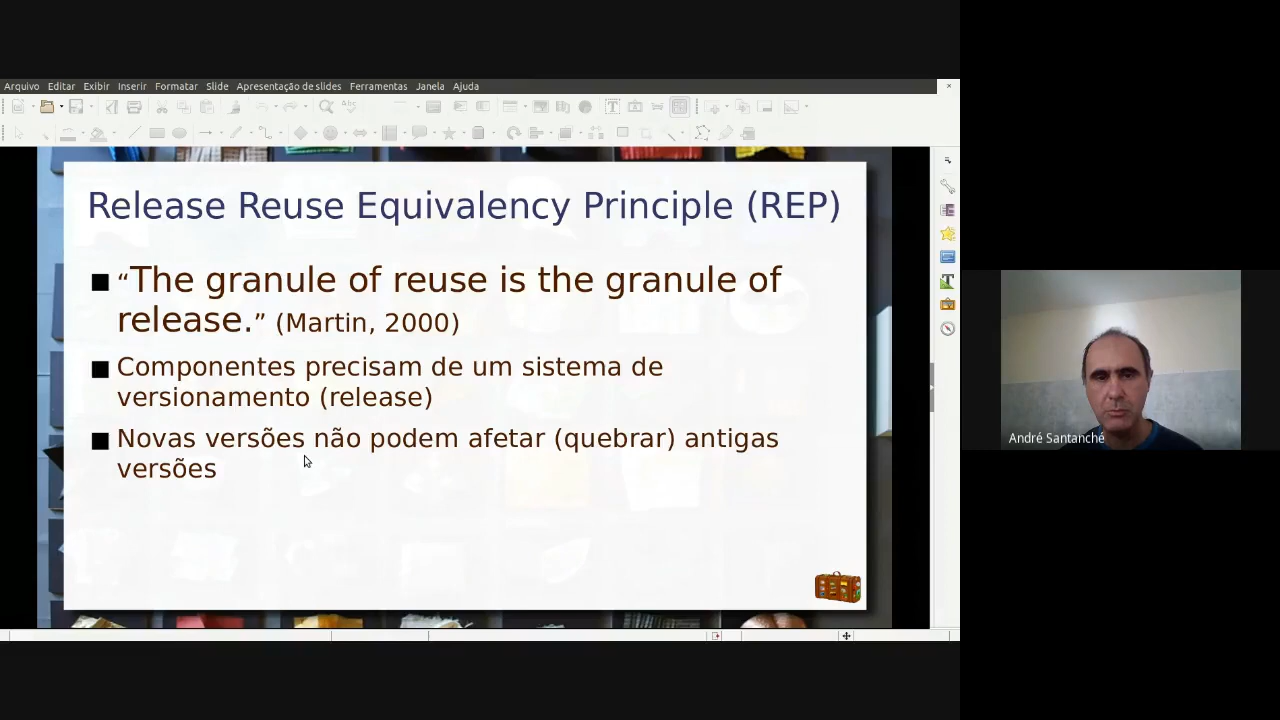 Arquivo Editar Exibir Inserir Formatar Slide Apresentação de slides Ferramentas Janela Ajuda
Release Reuse Equivalency Principle (REP)
“The granule of reuse is the granule of
release.” (Martin, 2000)
Componentes precisam de um sistema de
versionamento (release)
Novas versões não podem afetar (quebrar) antigas
versões
André Santanchè